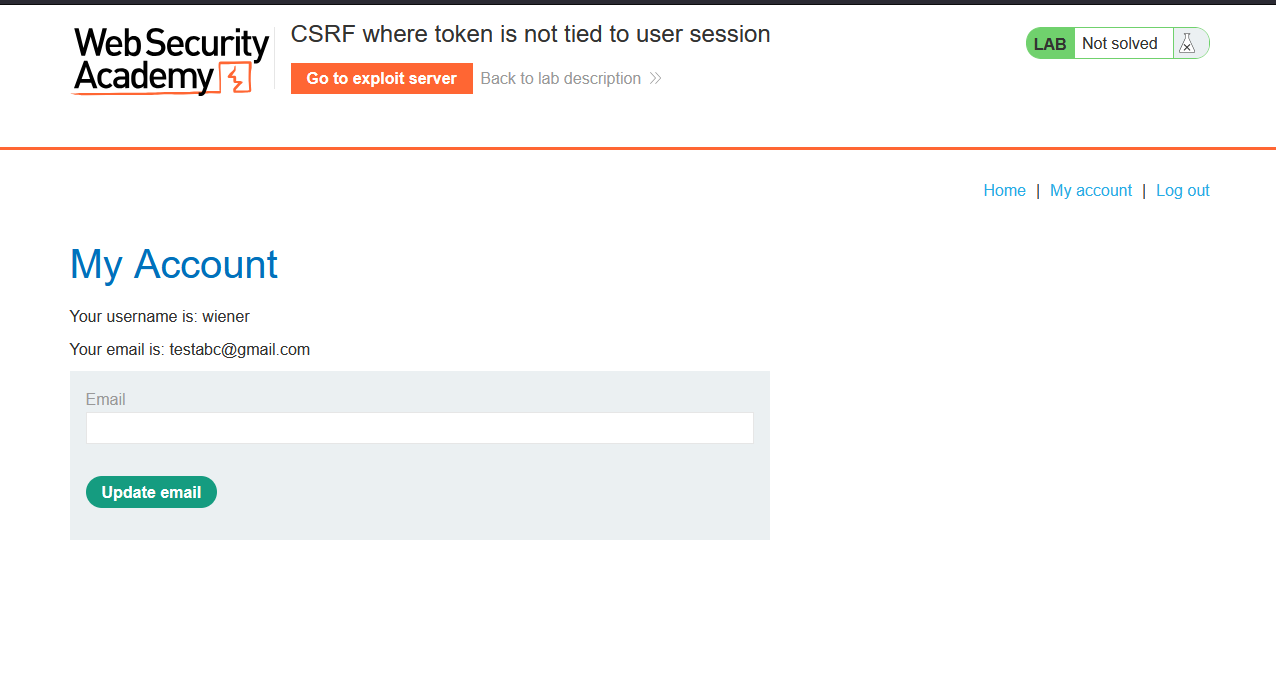 Web Security
Academy
CSRF where token is not tied to user session
Go to exploit server
Back to lab description
LAB Not solved
Home | My account | Log out
My Account
Your username is: wiener
Your email is: testabc@gmail.com
Email
Update email